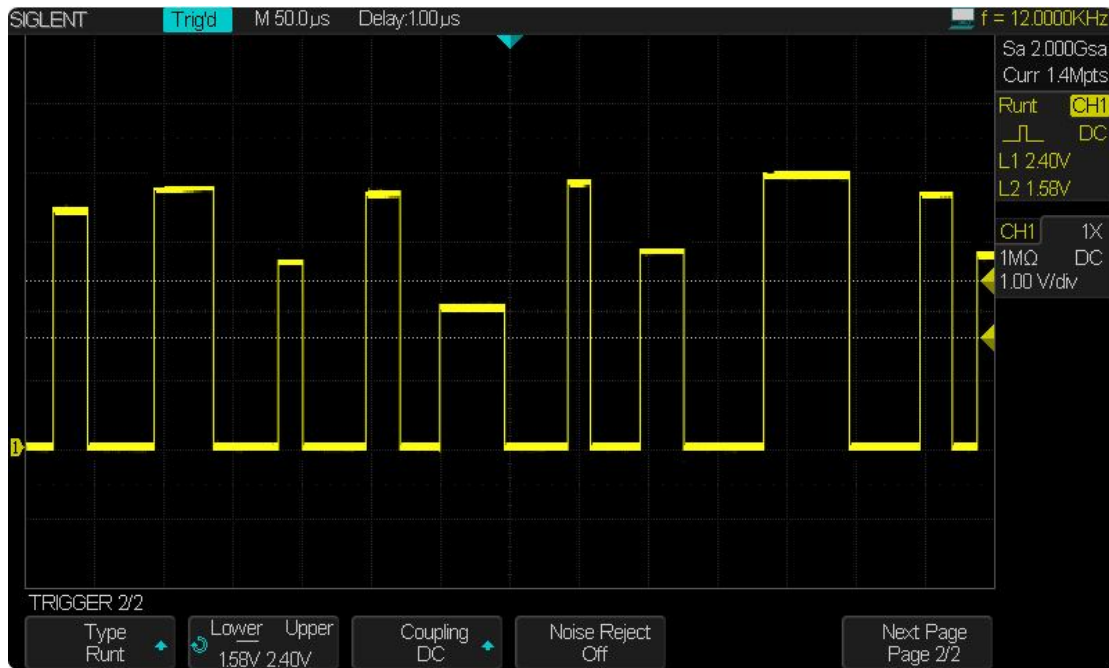 SIGLENT Trig'd M 50.0µs Delay:1.00µs f = 12.0000KHz
Sa 2.000Gsa
Curr 1.4Mpts
Runt CH1
DC
L1 2.40V
L2 1.58V
CH1 1X
1MΩ DC
1.00 V/div
1
TRIGGER 2/2
Type Lower Upper Coupling Noise Reject Next Page
Runt 1.58V 2.40V DC Off Page 2/2